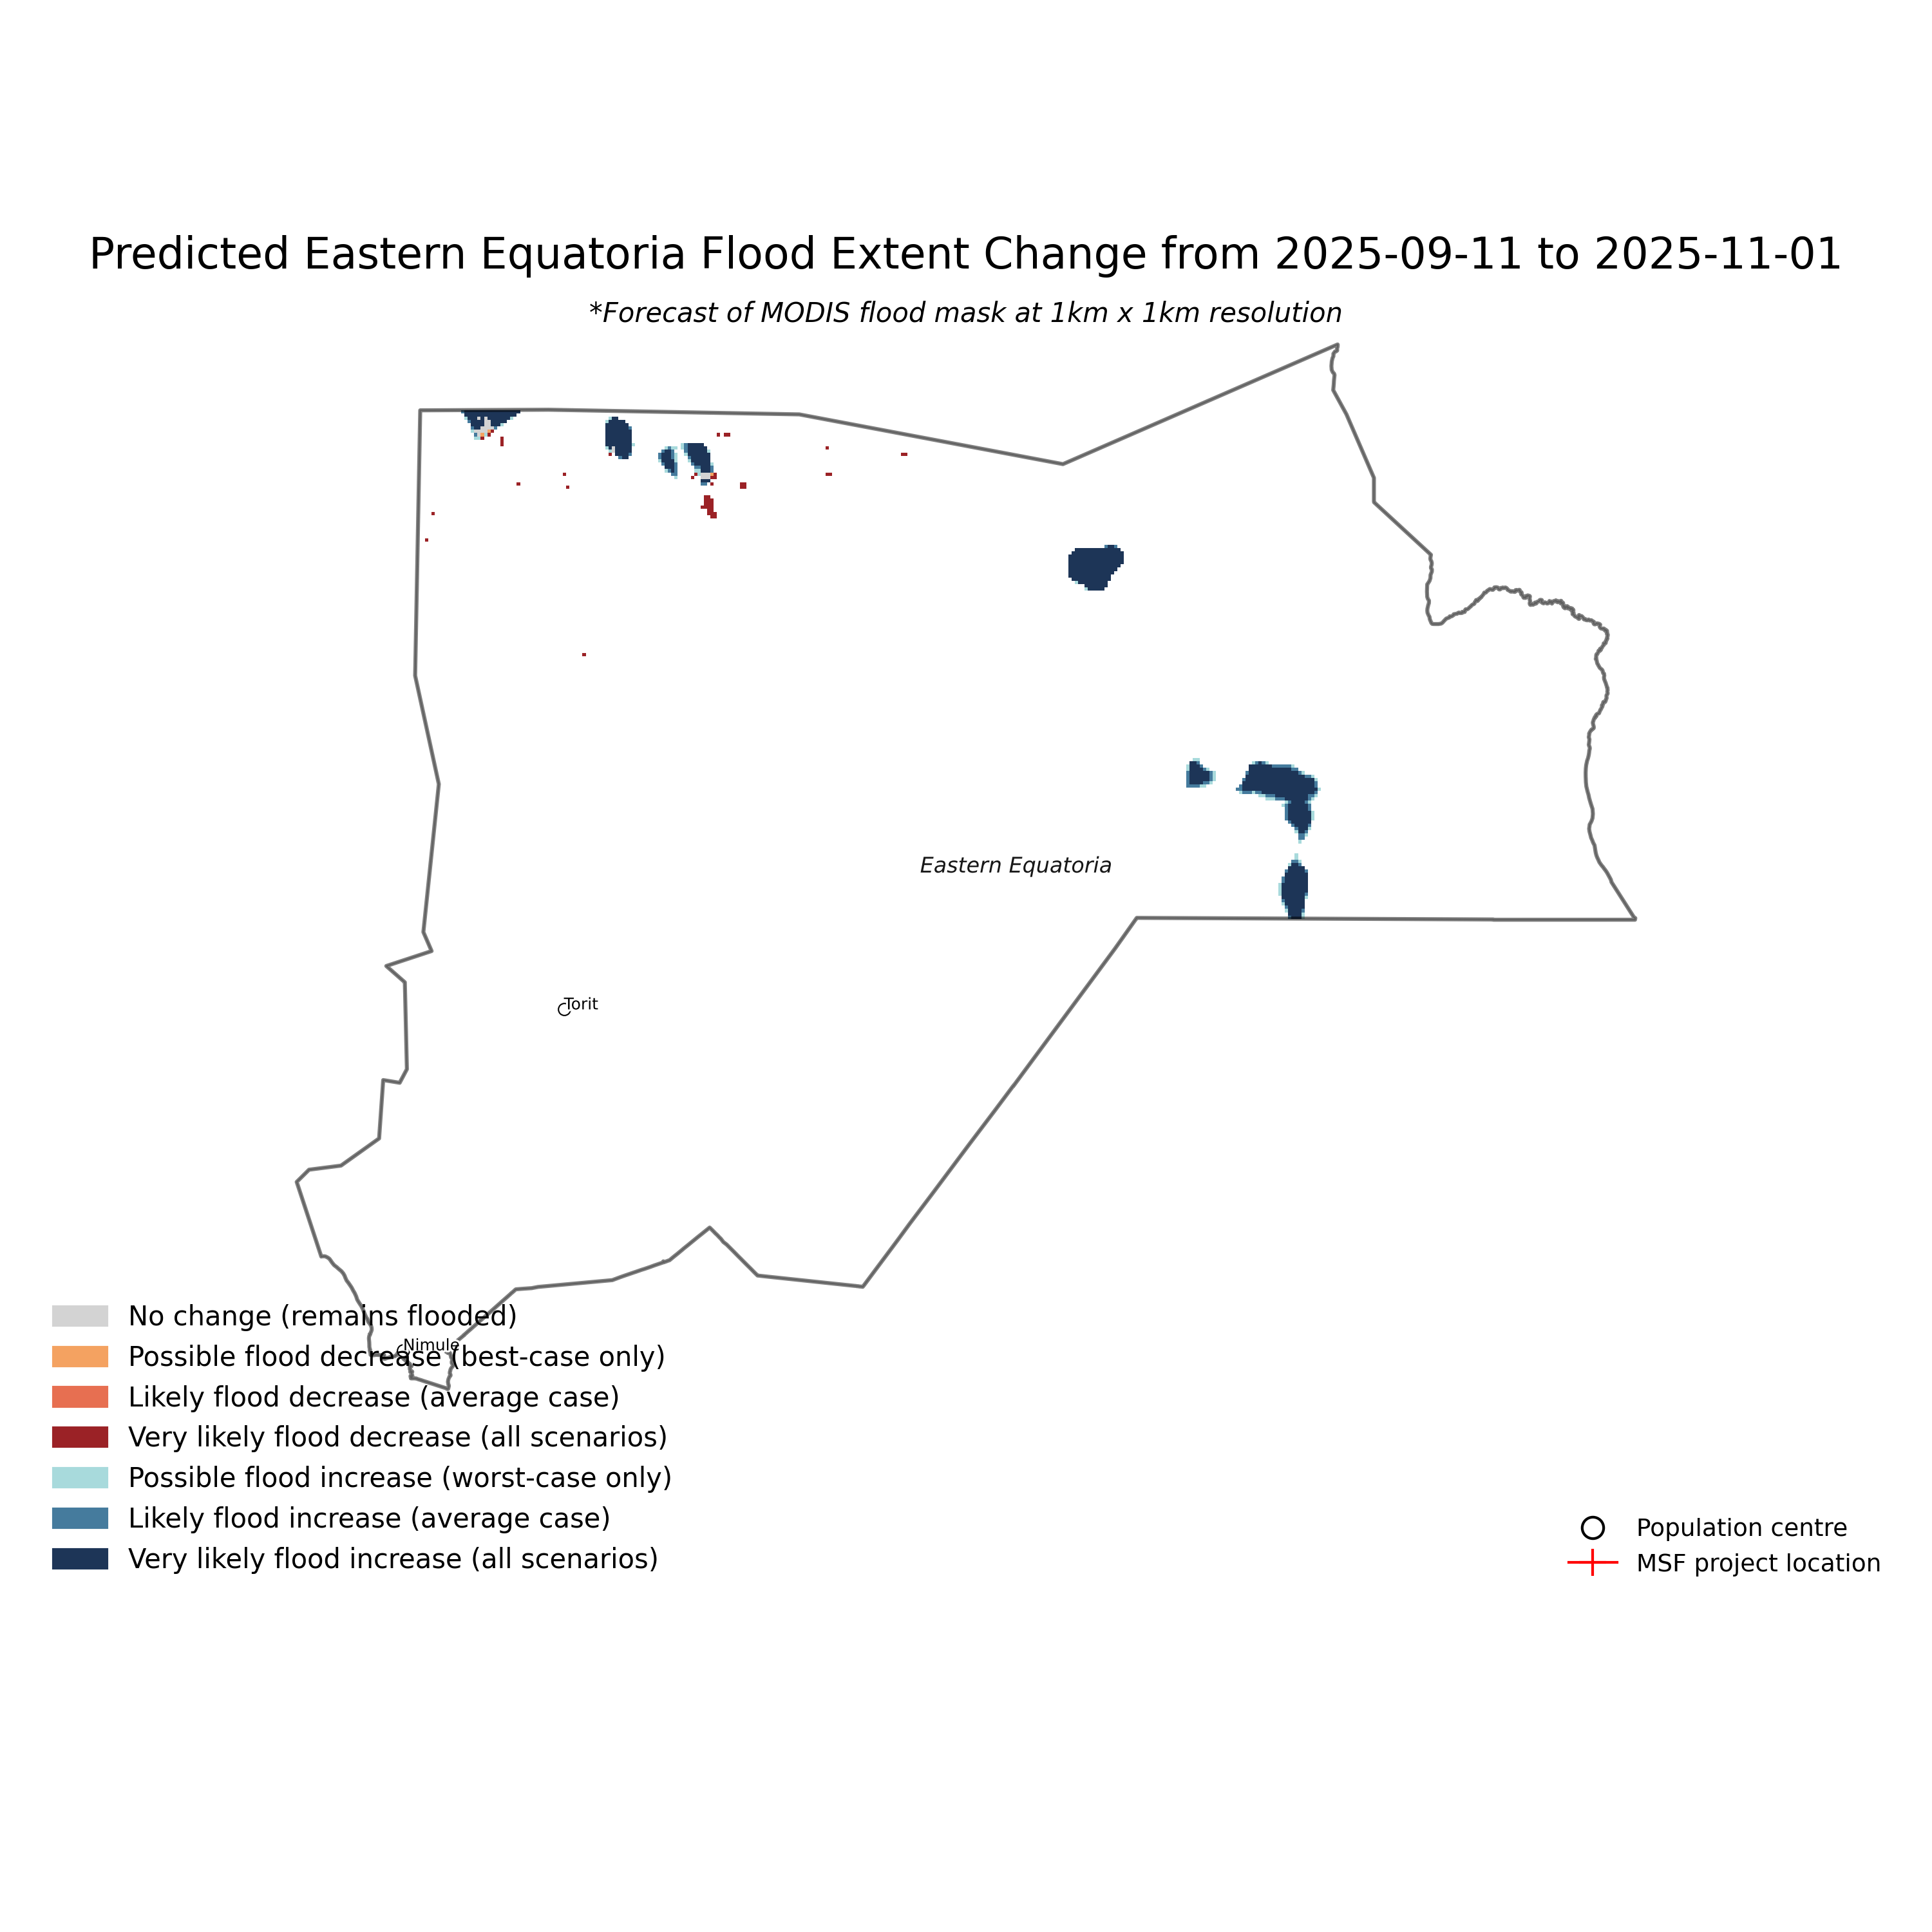 Predicted Eastern Equatoria Flood Extent Change from 2025-09-11 to 2025-11-01
*Forecast of MODIS flood mask at 1km x 1km resolution
Eastern Equatoria
Torit
Nimule
No change (remains flooded)
Possible flood decrease (best-case only)
Likely flood decrease (average case)
Very likely flood decrease (all scenarios)
Possible flood increase (worst-case only)
Likely flood increase (average case)
Very likely flood increase (all scenarios)
Population centre
MSF project location